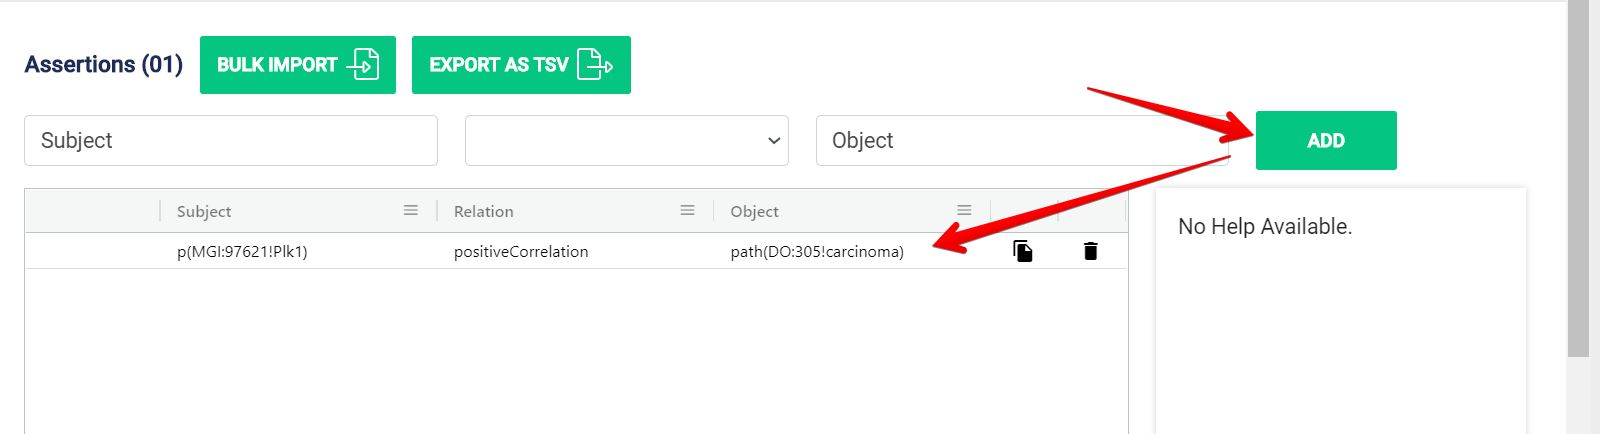 Assertions (01) BULK IMPORT EXPORT AS TSV
Subject Object ADD
Subject Relation Object
p(MGI:97621!Plk1) positiveCorrelation path(DO:305!carcinoma)
No Help Available.